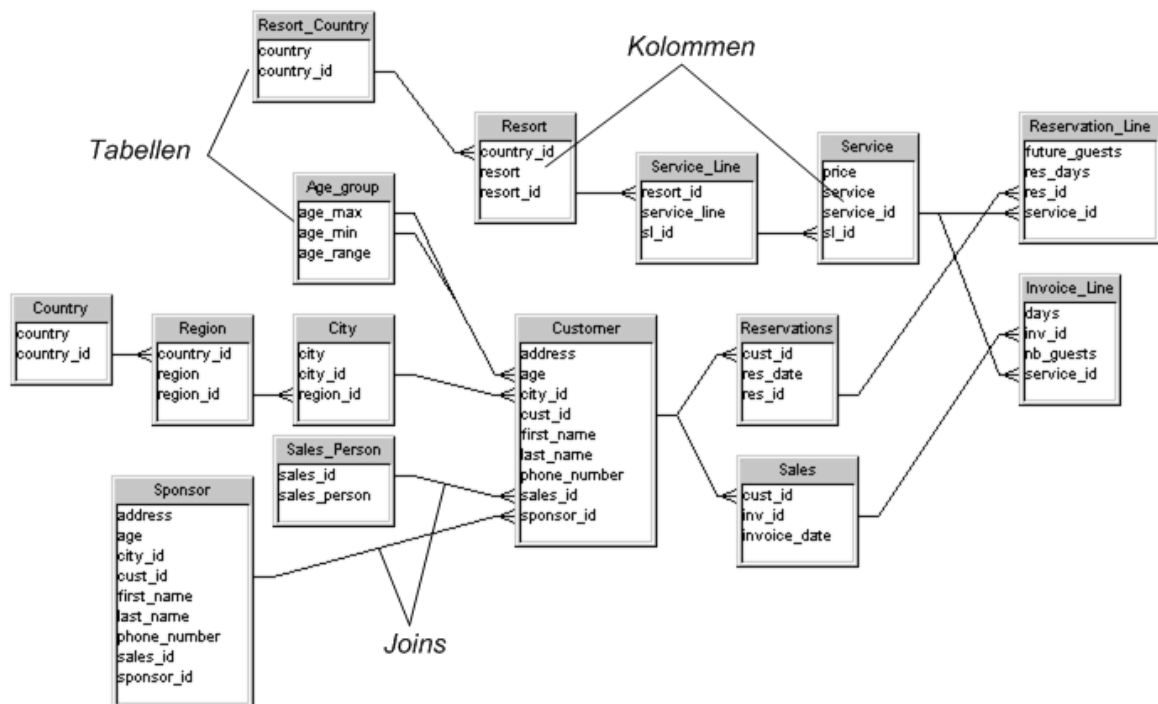 Resort_Country
country
country_id
Kolommen
Tabellen
Resort
country_id
resort
resort_id
Service_Line
resort_id
service_line
sl_id
Service
price
service
service_id
sl_id
Reservation_Line
future_guests
res_days
res_id
service_id
Age_group
age_max
age_min
age_range
Country
country
country_id
Region
country_id
region
region_id
City
city
city_id
region_id
Customer
address
age
city_id
cust_id
first_name
last_name
phone_number
sales_id
sponsor_id
Reservations
cust_id
res_date
res_id
Invoice_Line
days
inv_id
nb_guests
service_id
Sales_Person
sales_id
sales_person
Sales
cust_id
inv_id
invoice_date
Sponsor
address
age
city_id
cust_id
first_name
last_name
phone_number
sales_id
sponsor_id
Joins